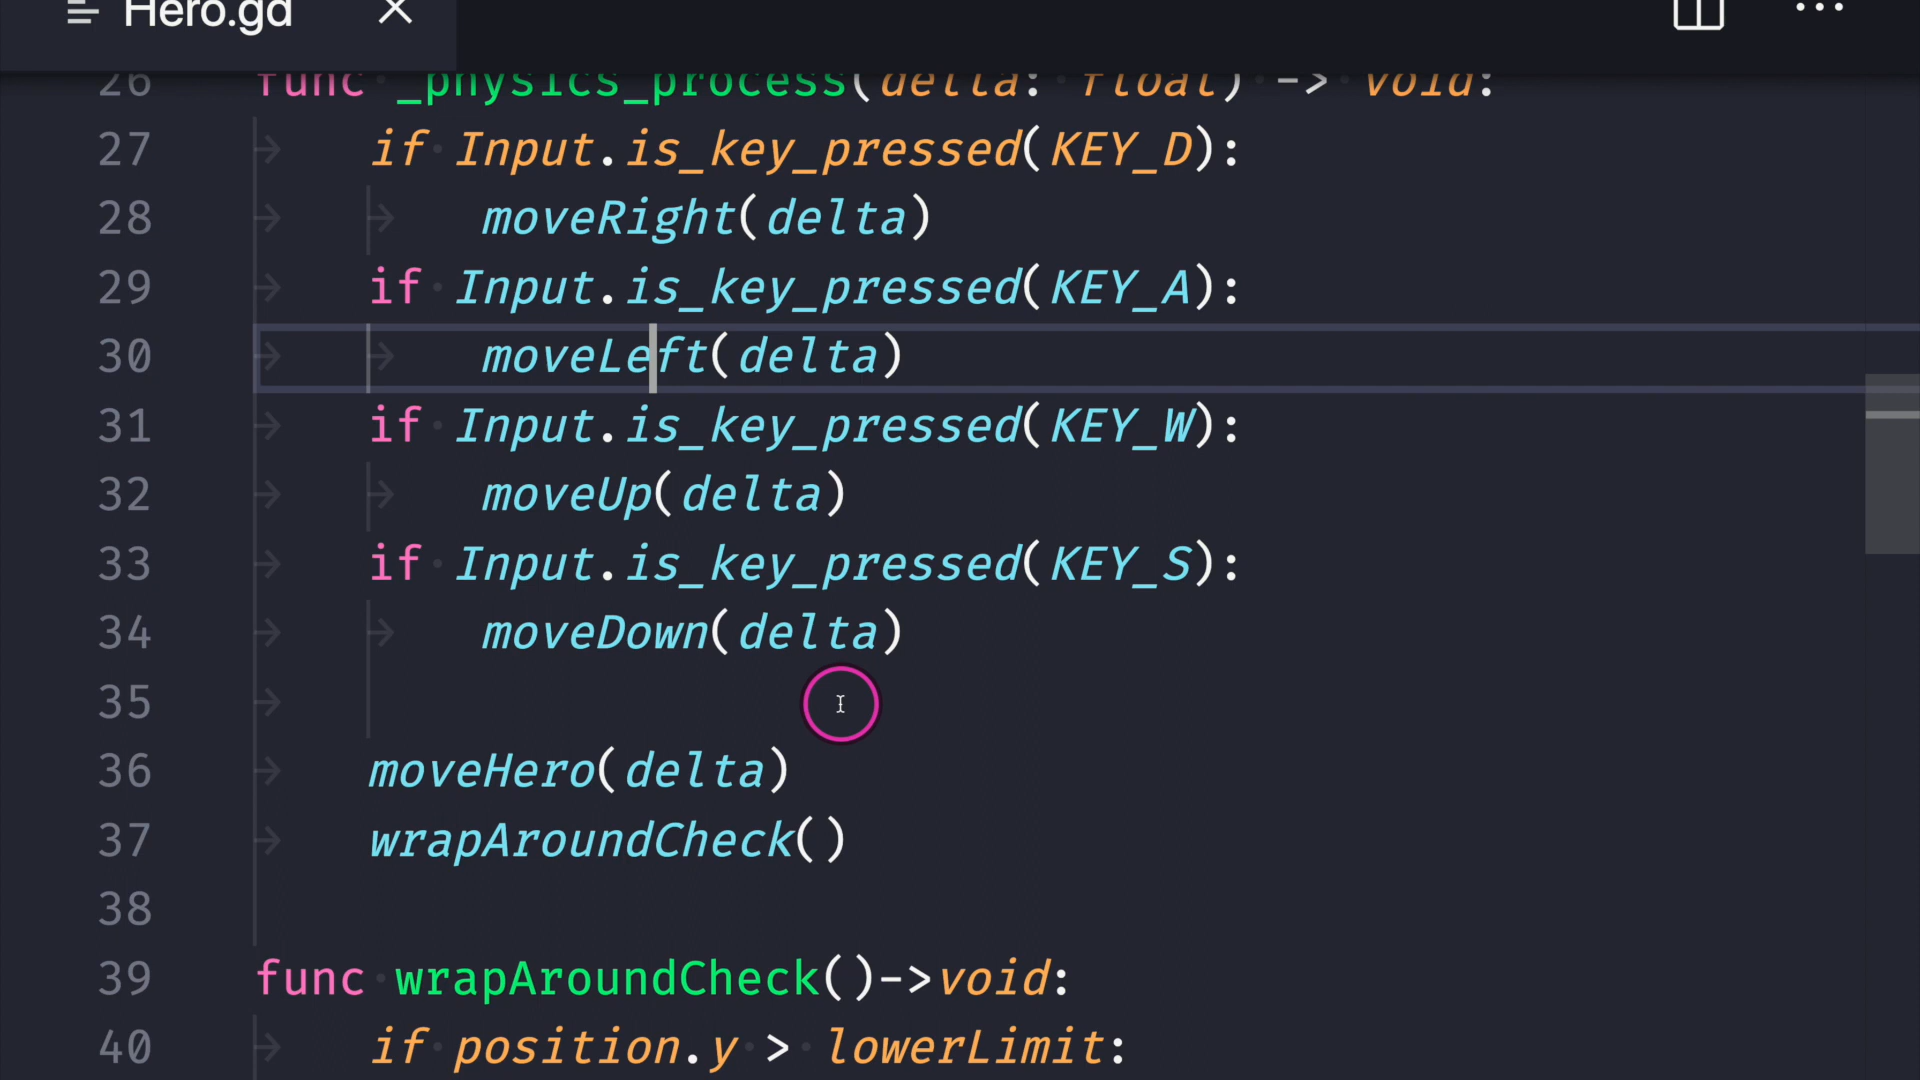 Hero.gd
26 func _physics_process(delta: float) -> void:
27 if Input.is_key_pressed(KEY_D):
28 moveRight(delta)
29 if Input.is_key_pressed(KEY_A):
30 moveLeft(delta)
31 if Input.is_key_pressed(KEY_W):
32 moveUp(delta)
33 if Input.is_key_pressed(KEY_S):
34 moveDown(delta)
35
36 moveHero(delta)
37 wrapAroundCheck()
38
39 func wrapAroundCheck()->void:
40 if position.y > lowerLimit: